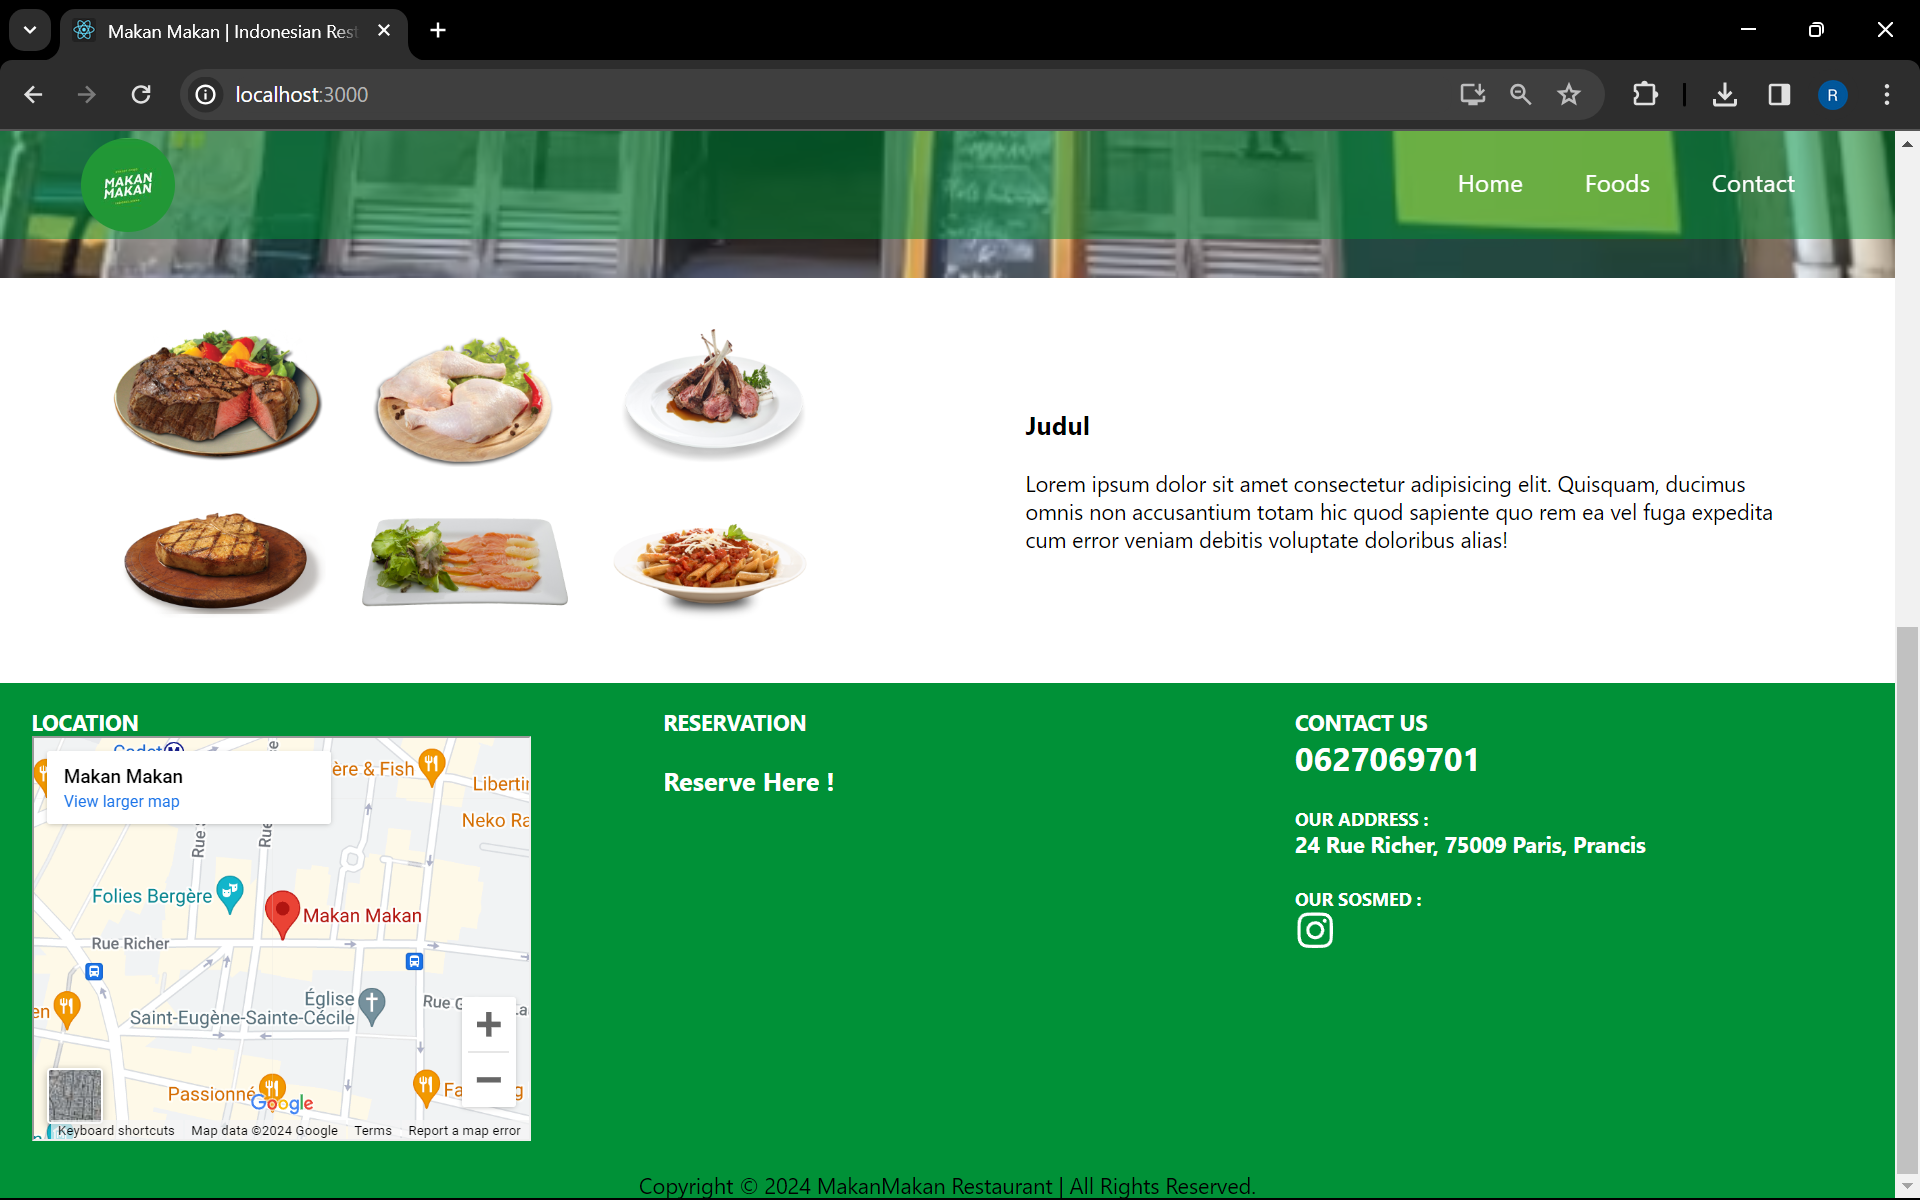 Makan Makan | Indonesian Rest
localhost:3000
MAKAN
MAKAN
Home
Foods
Contact
Judul
Lorem ipsum dolor sit amet consectetur adipisicing elit. Quisquam, ducimus
omnis non accusantium totam hic quod sapiente quo rem ea vel fuga expedita
cum error veniam debitis voluptate doloribus alias!
LOCATION
Makan Makan
View larger map
ère & Fish
Libertin
Neko Ra
Rue
Rue
Folies Bergère
Makan Makan
Rue Richer
Église
Saint-Eugène-Sainte-Cécile
Rue G
en
Passionné
Google
Keyboard shortcuts
Map data ©2024 Google
Terms
Report a map error
RESERVATION
Reserve Here !
CONTACT US
0627069701
OUR ADDRESS :
24 Rue Richer, 75009 Paris, Prancis
OUR SOSMED :
Copyright © 2024 MakanMakan Restaurant | All Rights Reserved.